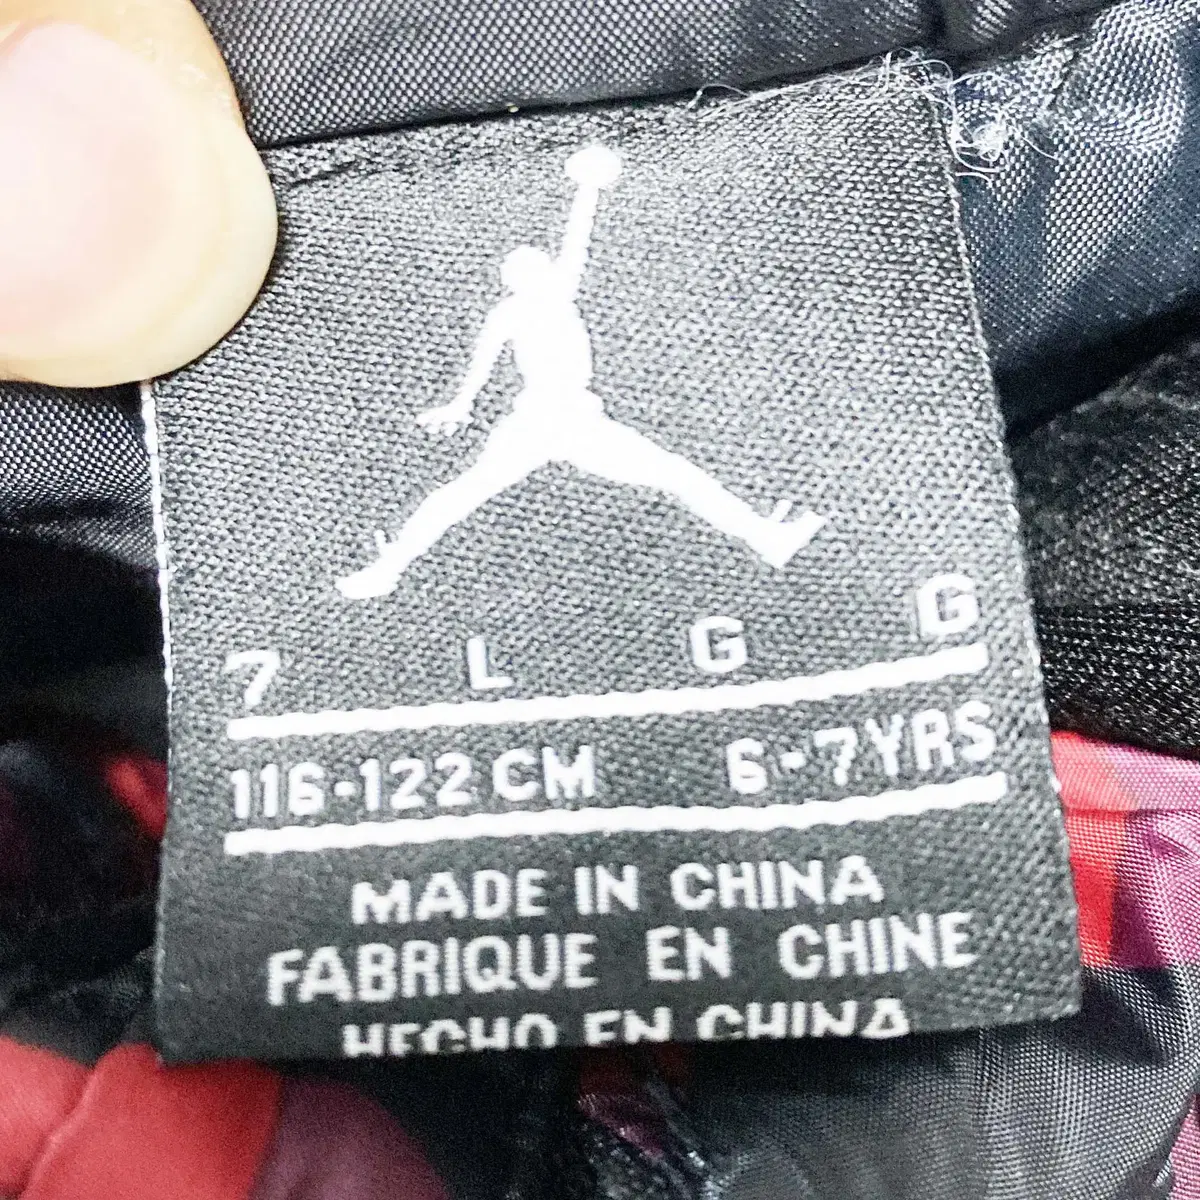 7 L G G
116-122 CM 6-7YRS
MADE IN CHINA
FABRIQUE EN CHINE
HECHO EN CHINA